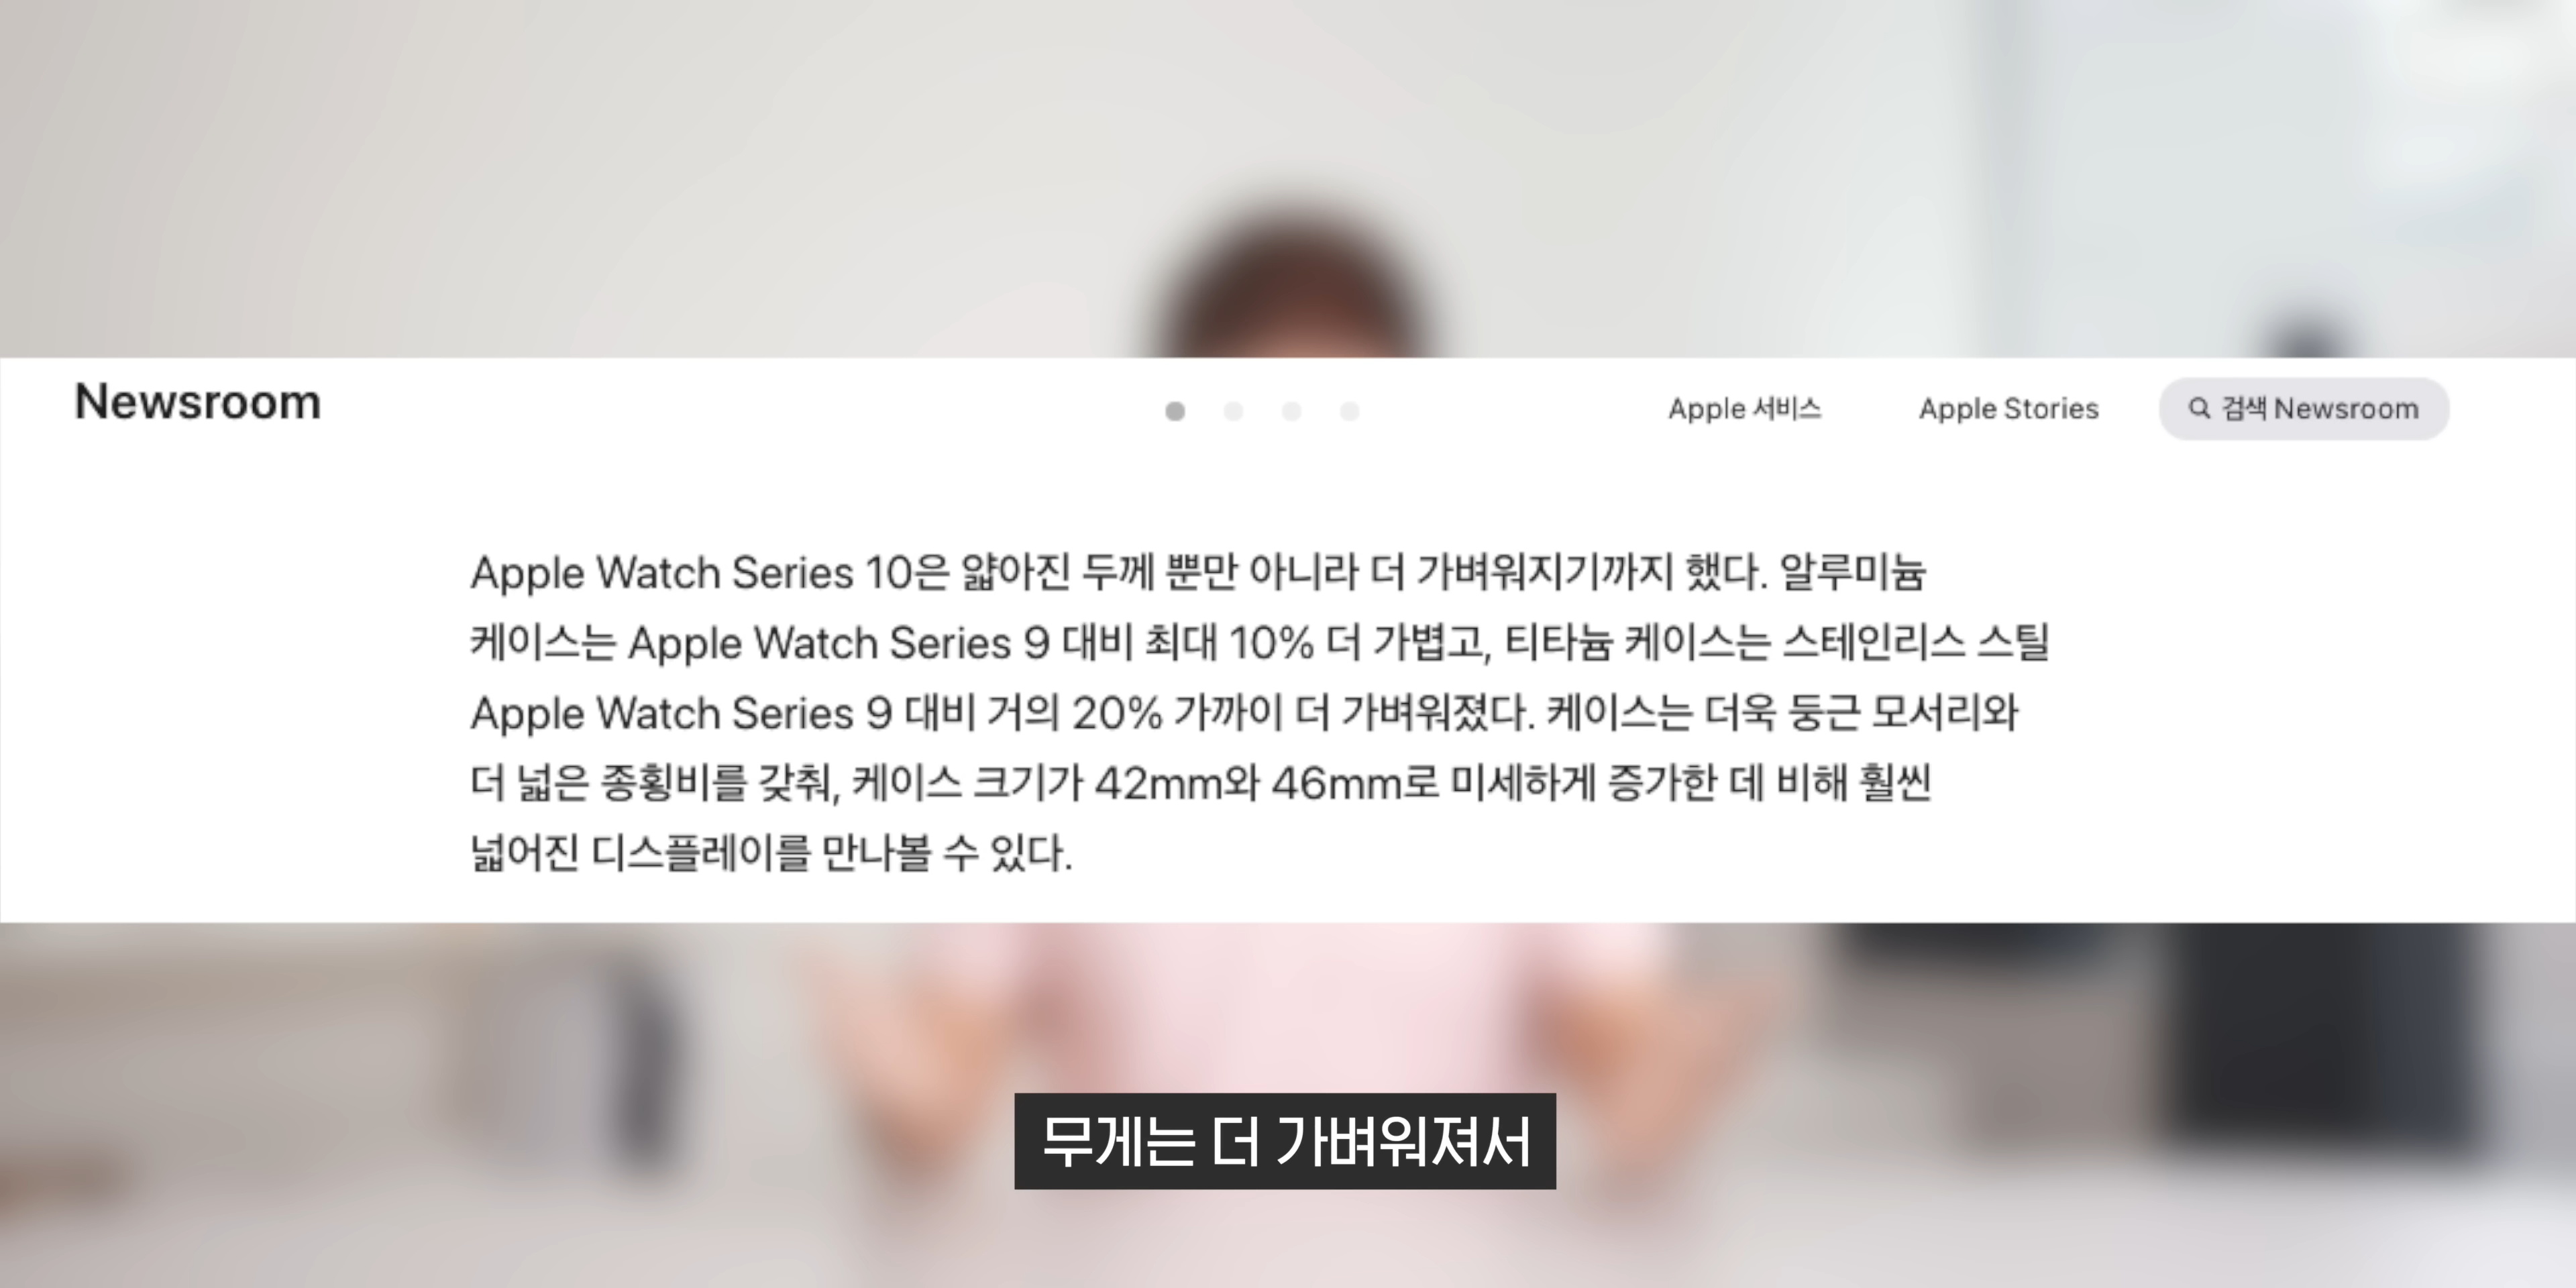 Newsroom
Apple 서비스
Apple Stories
검색 Newsroom
Apple Watch Series 10은 얇아진 두께 뿐만 아니라 더 가벼워지기까지 했다. 알루미늄
케이스는 Apple Watch Series 9 대비 최대 10% 더 가볍고, 티타늄 케이스는 스테인리스 스틸
Apple Watch Series 9 대비 거의 20% 가까이 더 가벼워졌다. 케이스는 더욱 둥근 모서리와
더 넓은 종횡비를 갖춰, 케이스 크기가 42mm와 46mm로 미세하게 증가한 데 비해 훨씬
넓어진 디스플레이를 만나볼 수 있다.
무게는 더 가벼워져서